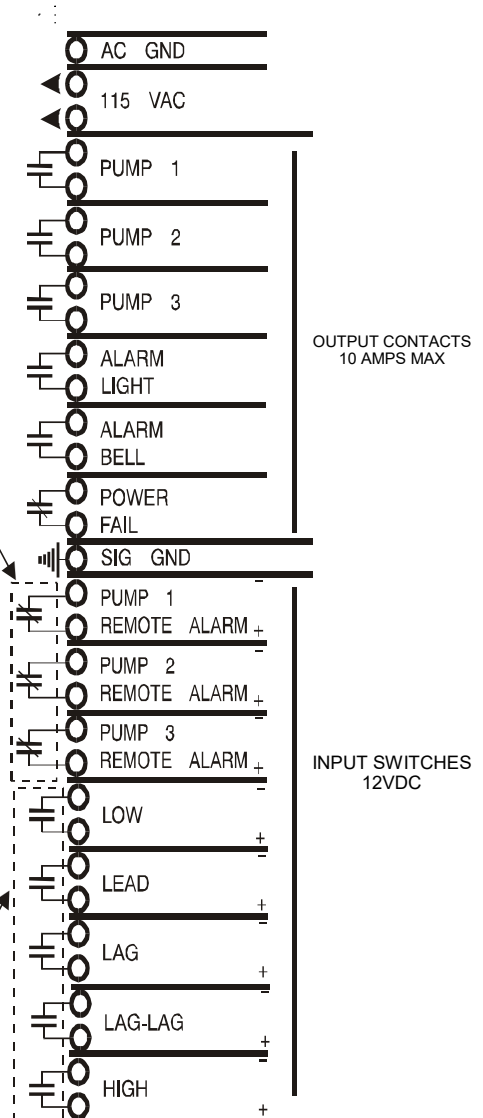 AC GND
115 VAC
PUMP 1
PUMP 2
PUMP 3
OUTPUT CONTACTS
10 AMPS MAX
ALARM
LIGHT
ALARM
BELL
POWER
FAIL
SIG GND
-
PUMP 1
REMOTE ALARM +
-
PUMP 2
REMOTE ALARM +
-
PUMP 3
REMOTE ALARM +
INPUT SWITCHES
12VDC
-
LOW
+
-
LEAD
+
-
LAG
+
-
LAG-LAG
+
-
HIGH
+